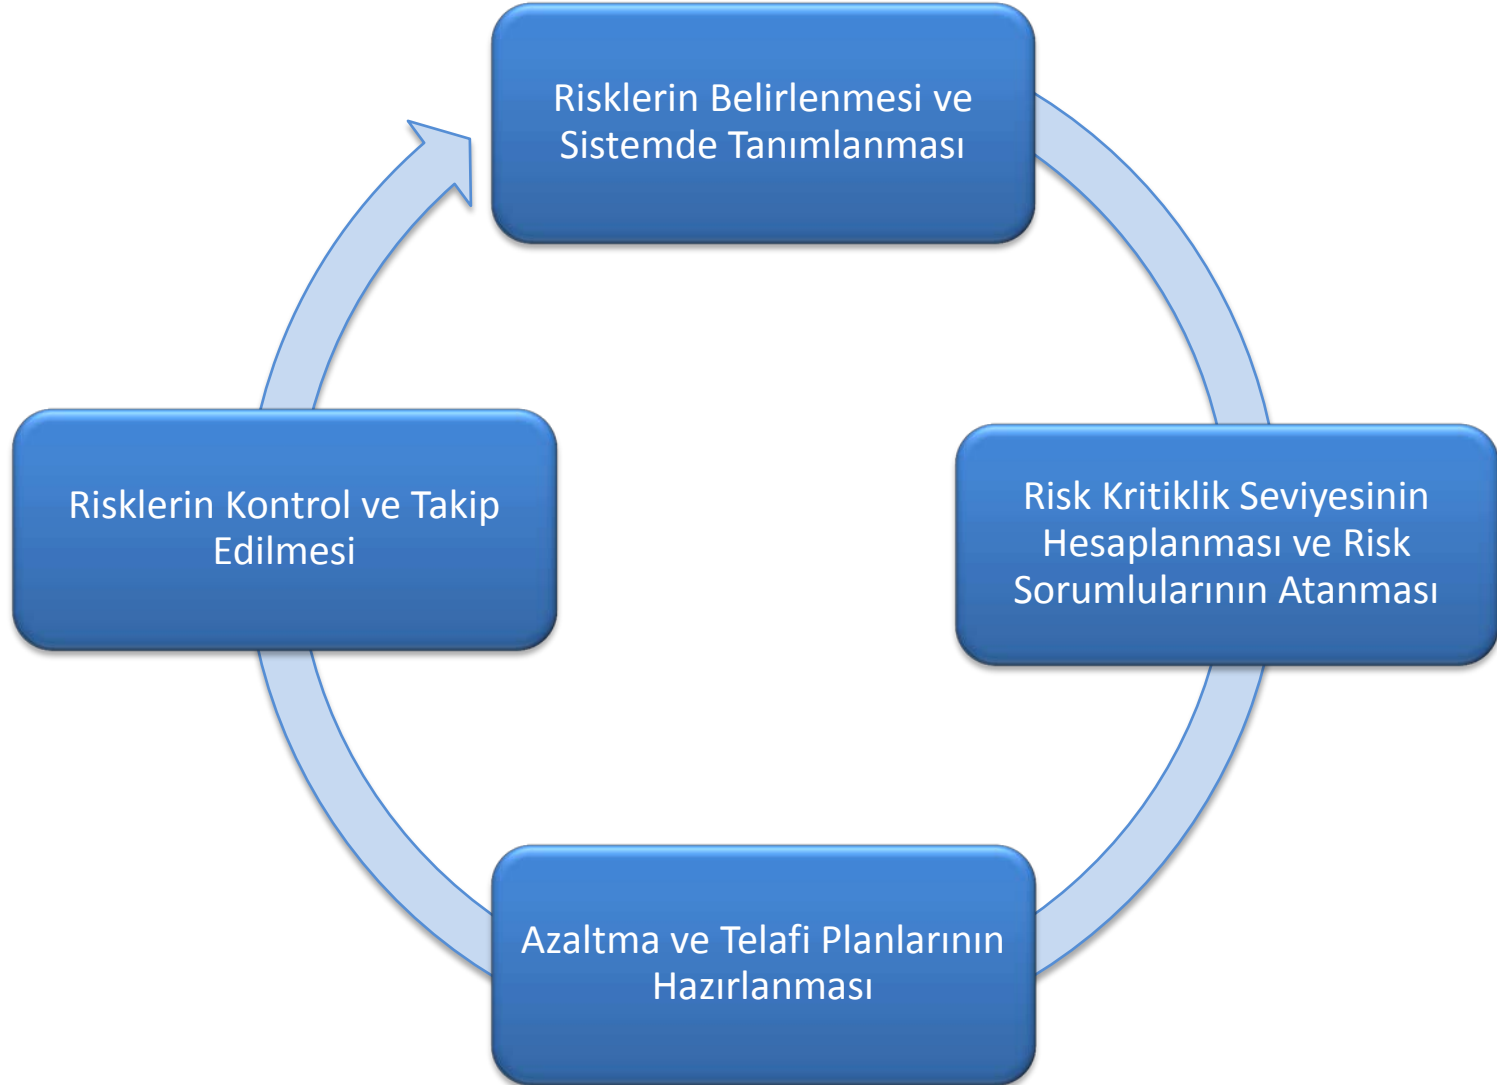 Risklerin Belirlenmesi ve
Sistemde Tanımlanması
Risklerin Kontrol ve Takip
Edilmesi
Risk Kritiklik Seviyesinin
Hesaplanması ve Risk
Sorumlularının Atanması
Azaltma ve Telafi Planlarının
Hazırlanması